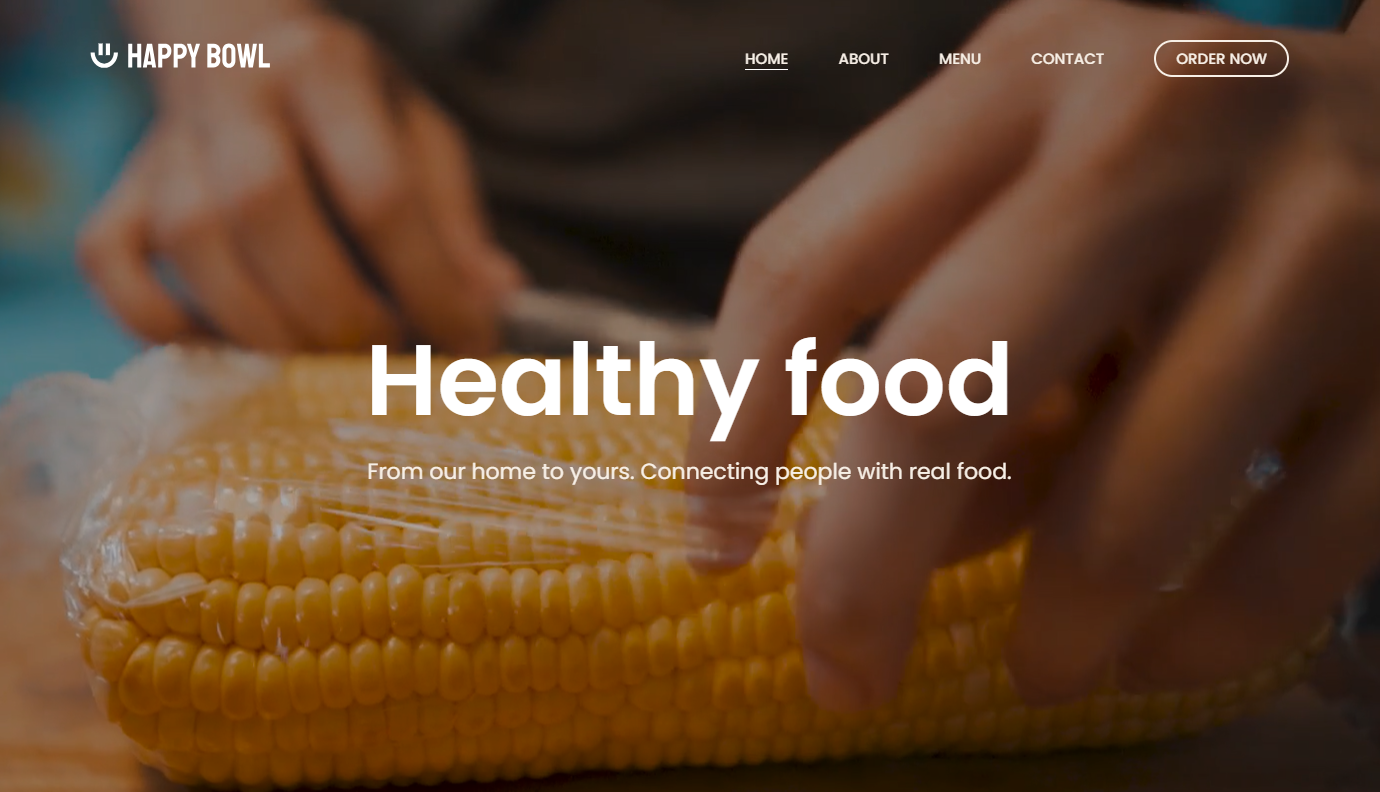 HAPPY BOWL
HOME ABOUT MENU CONTACT ORDER NOW
Healthy food
From our home to yours. Connecting people with real food.